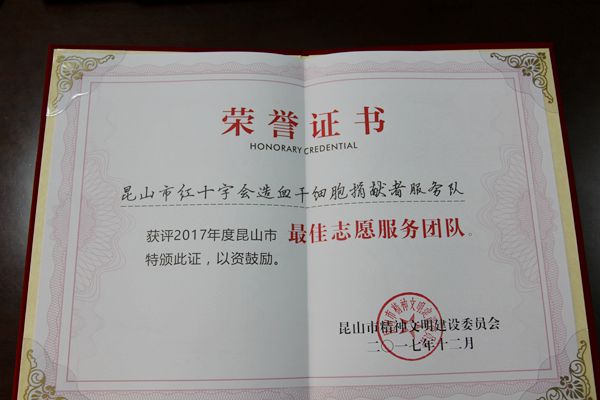 荣誉证书
HONORARY CREDENTIAL
昆山市红十字会造血干细胞捐献者服务队
获评2017年度昆山市 最佳志愿服务团队。
特颁此证，以资鼓励。
昆山市精神文明建设委员会
二〇一七年十二月